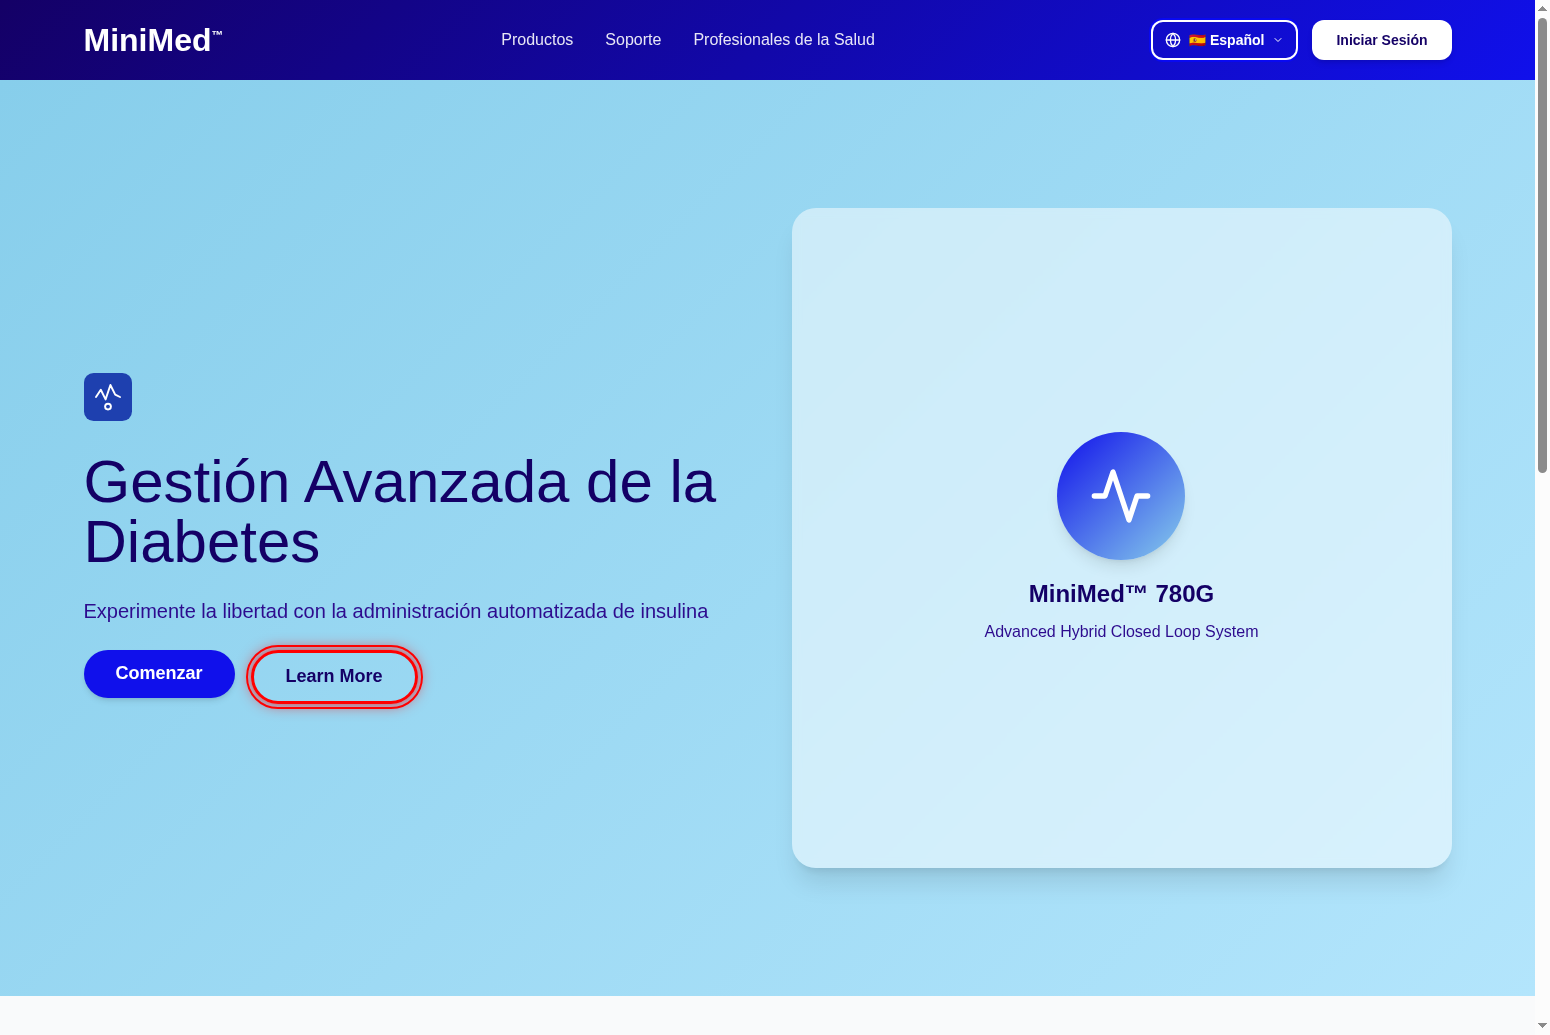 MiniMed™
Productos
Soporte
Profesionales de la Salud
Español
Iniciar Sesión
Gestión Avanzada de la
Diabetes
Experimente la libertad con la administración automatizada de insulina
Comenzar
Learn More
MiniMed™ 780G
Advanced Hybrid Closed Loop System